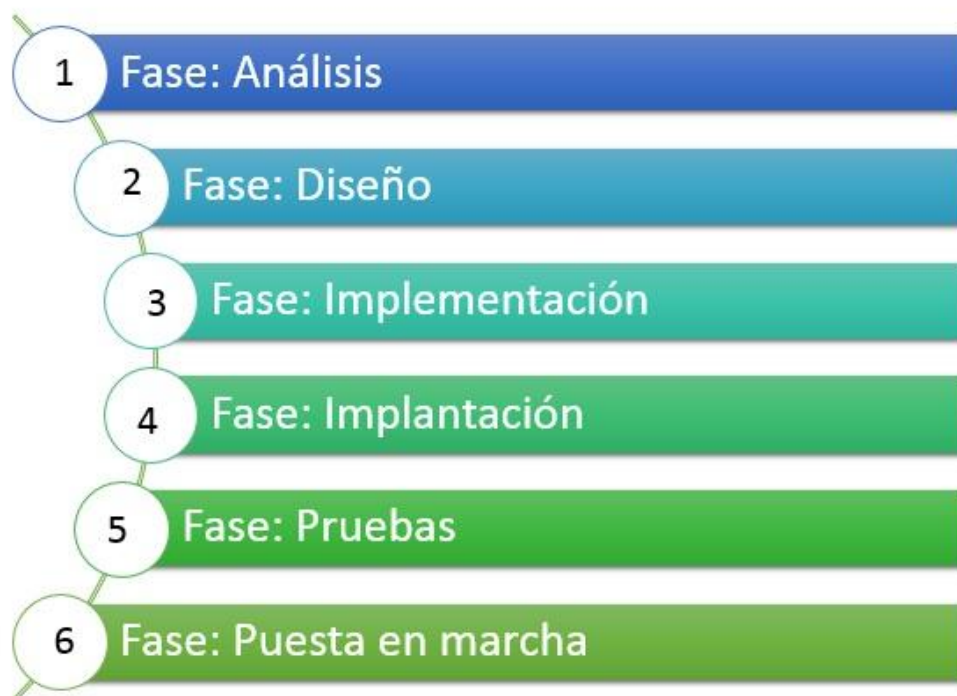 1 Fase: Análisis
2 Fase: Diseño
3 Fase: Implementación
4 Fase: Implantación
5 Fase: Pruebas
6 Fase: Puesta en marcha